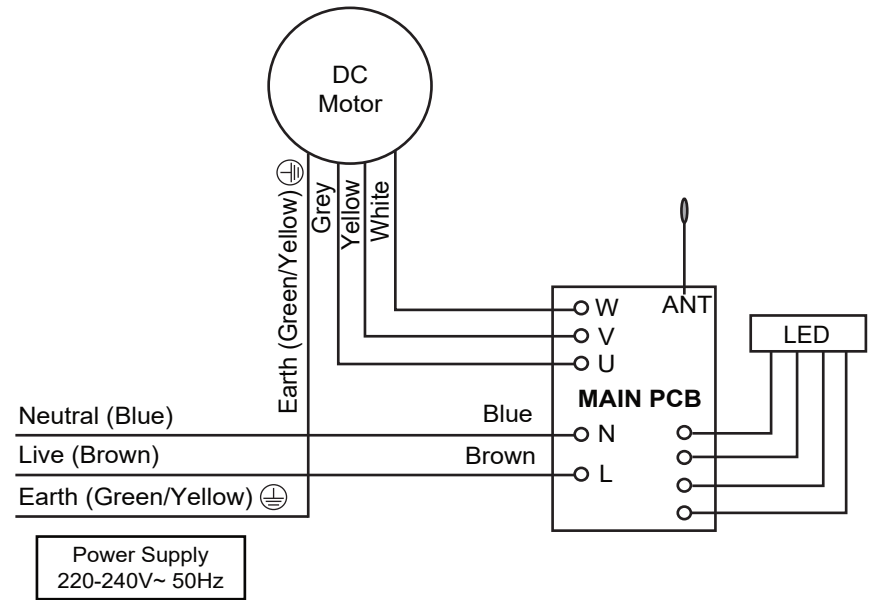 DC
Motor
Earth (Green/Yellow)
Grey
Yellow
White
W
ANT
V
LED
U
MAIN PCB
Neutral (Blue)
Blue
N
Live (Brown)
Brown
L
Earth (Green/Yellow)
Power Supply
220-240V~ 50Hz